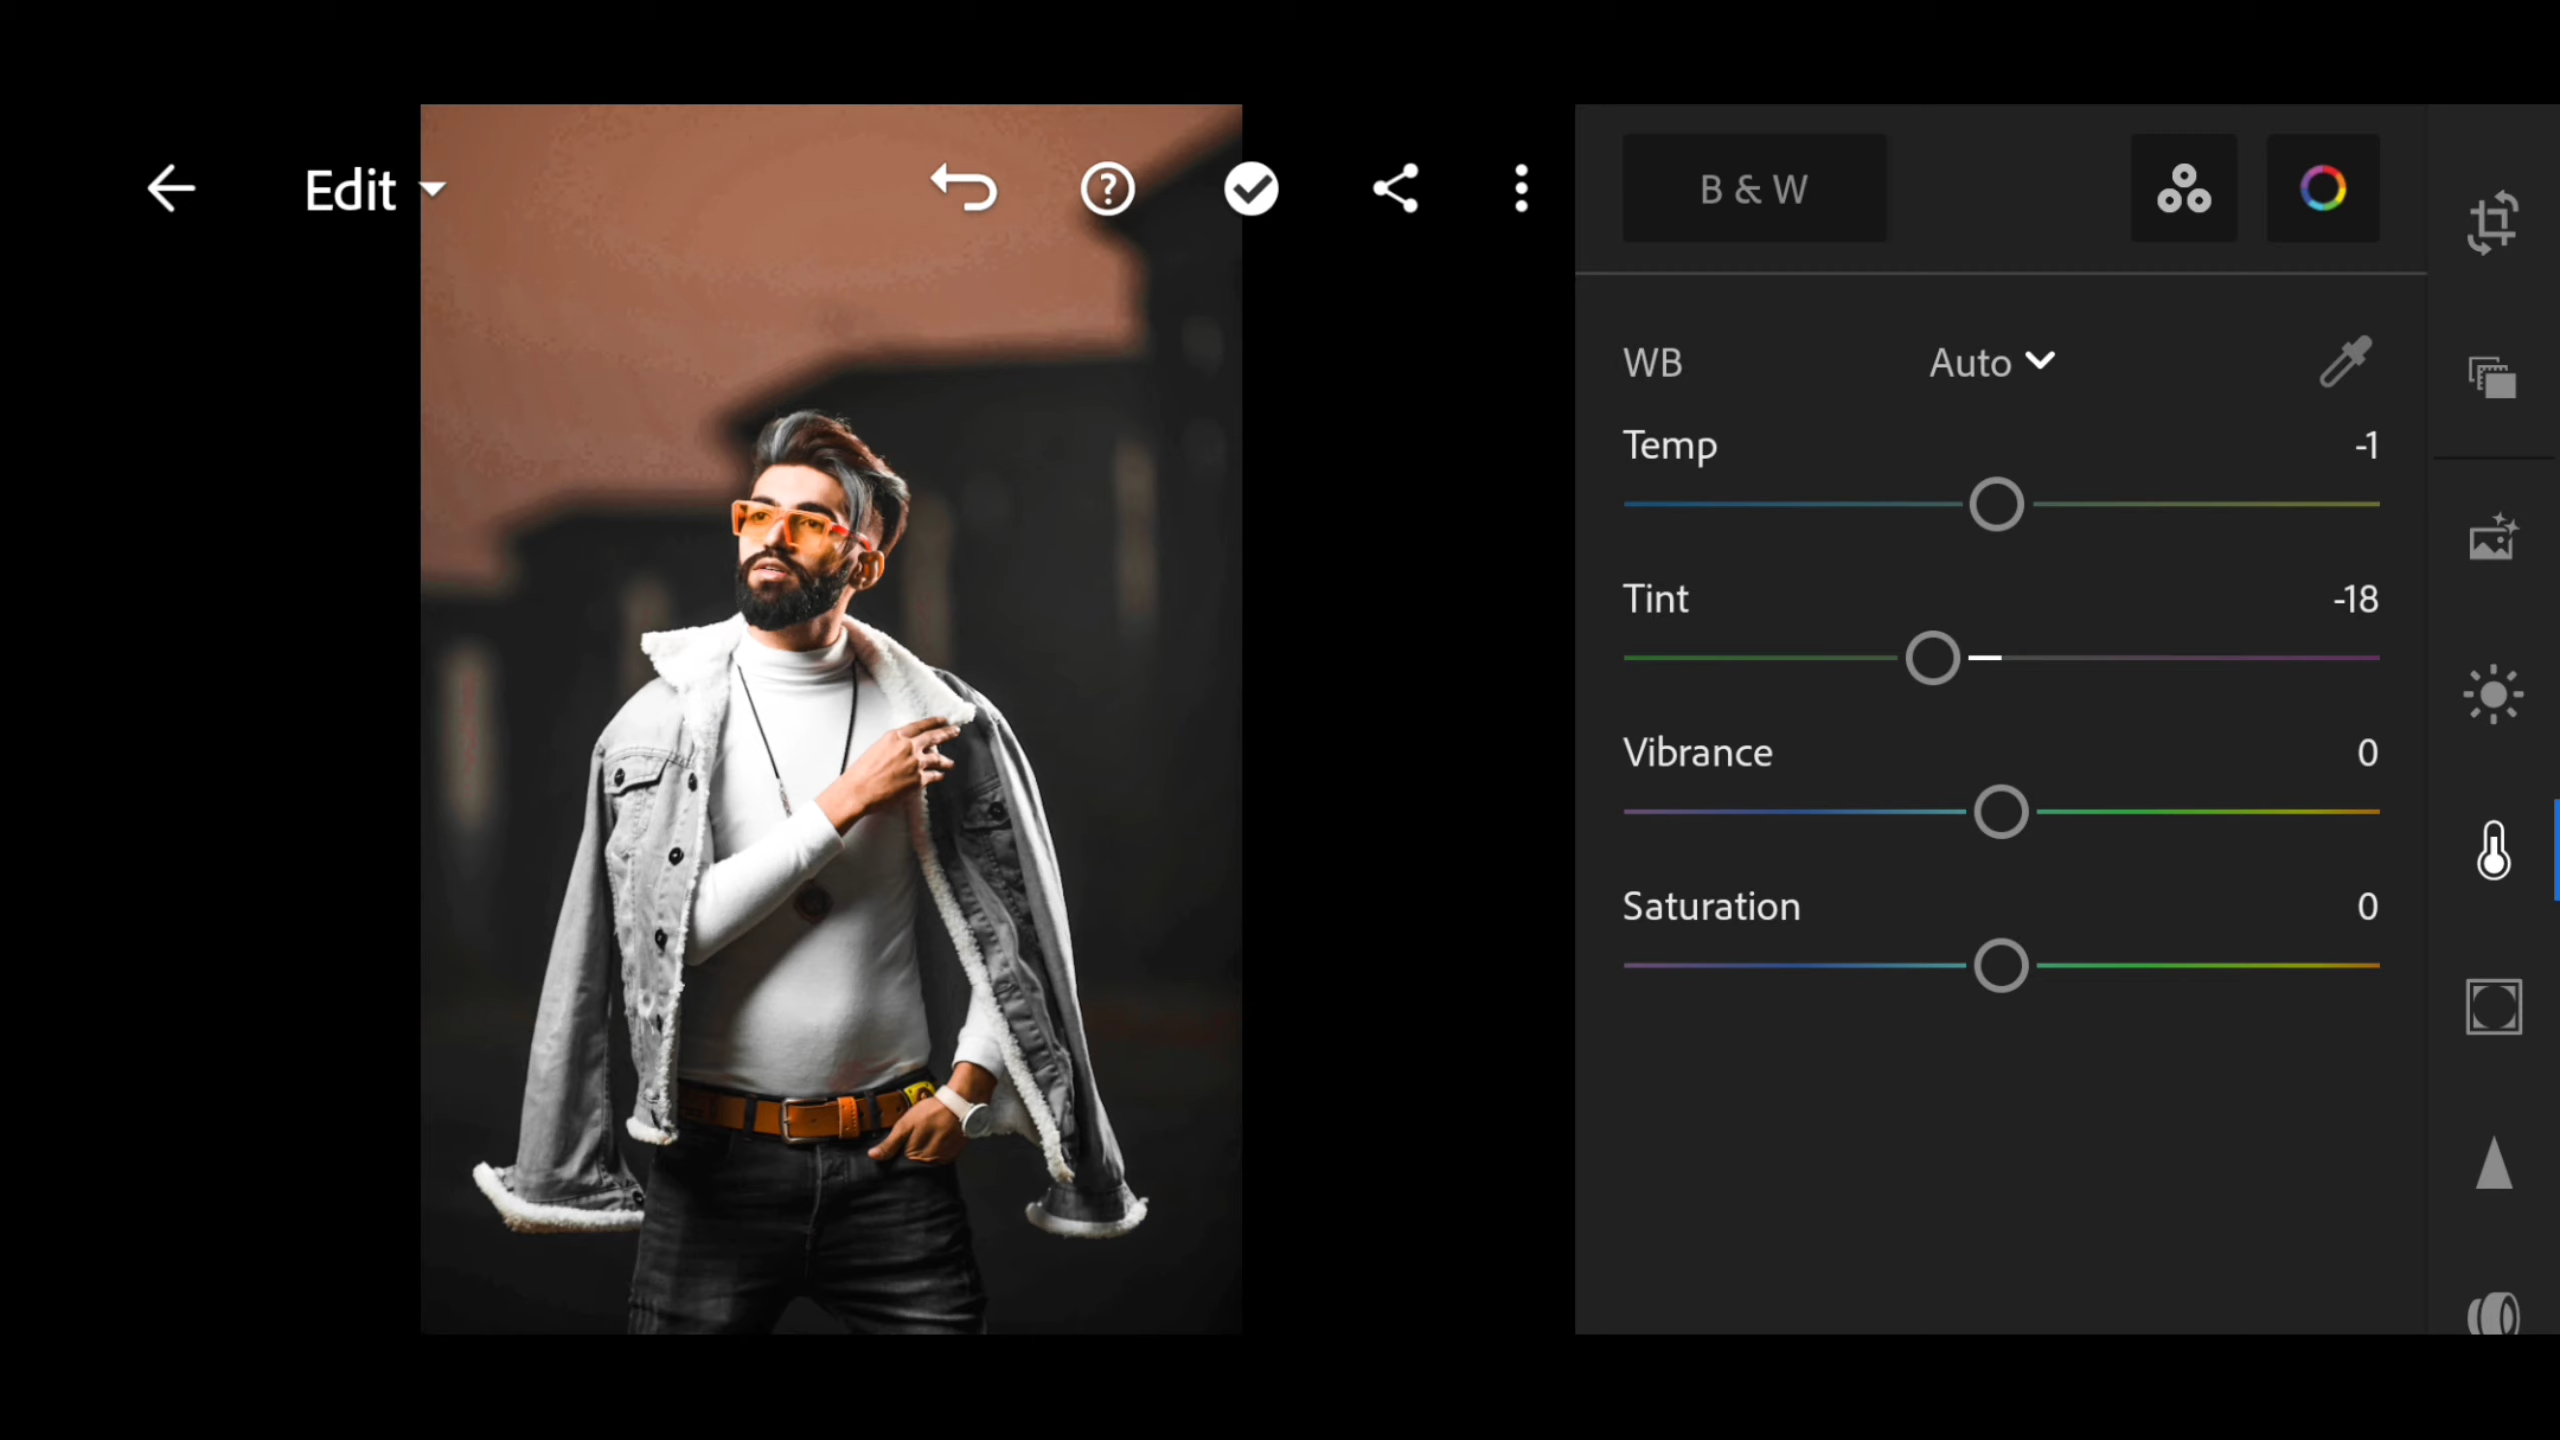 Edit
B & W
WB Auto
Temp -1
Tint -18
Vibrance 0
Saturation 0